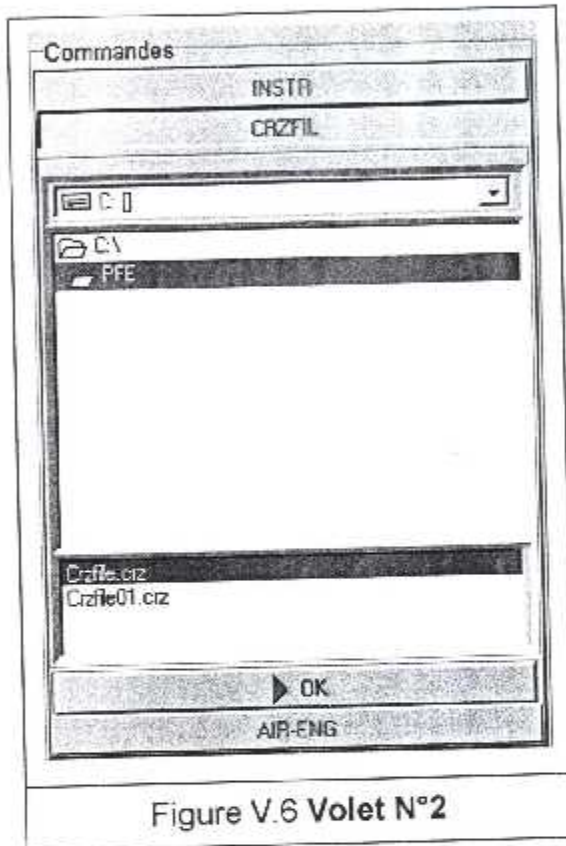 Commandes
INSTR
CRZFIL
C: []
C:\
PFE
Crzfile.crz
Crzfile01.crz
OK
AIR-ENG
Figure V.6 Volet N°2